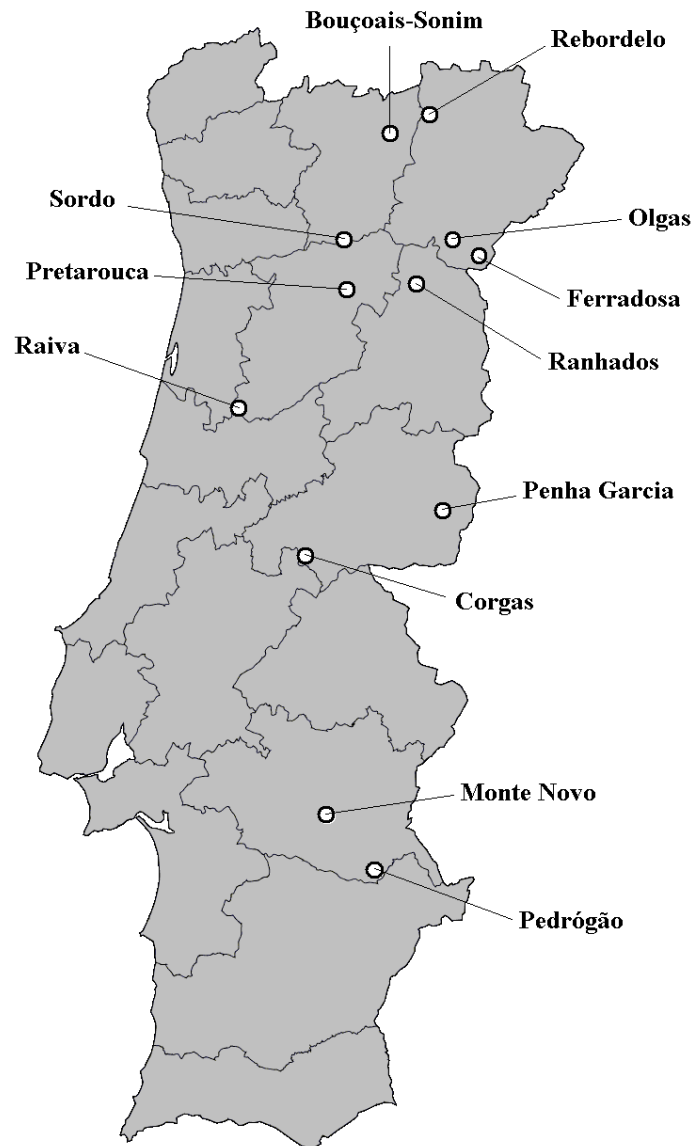 Bouçoais-Sonim
Rebordelo
Sordo
Olgas
Pretarouca
Ferradosa
Raiva
Ranhados
Penha Garcia
Corgas
Monte Novo
Pedrógão